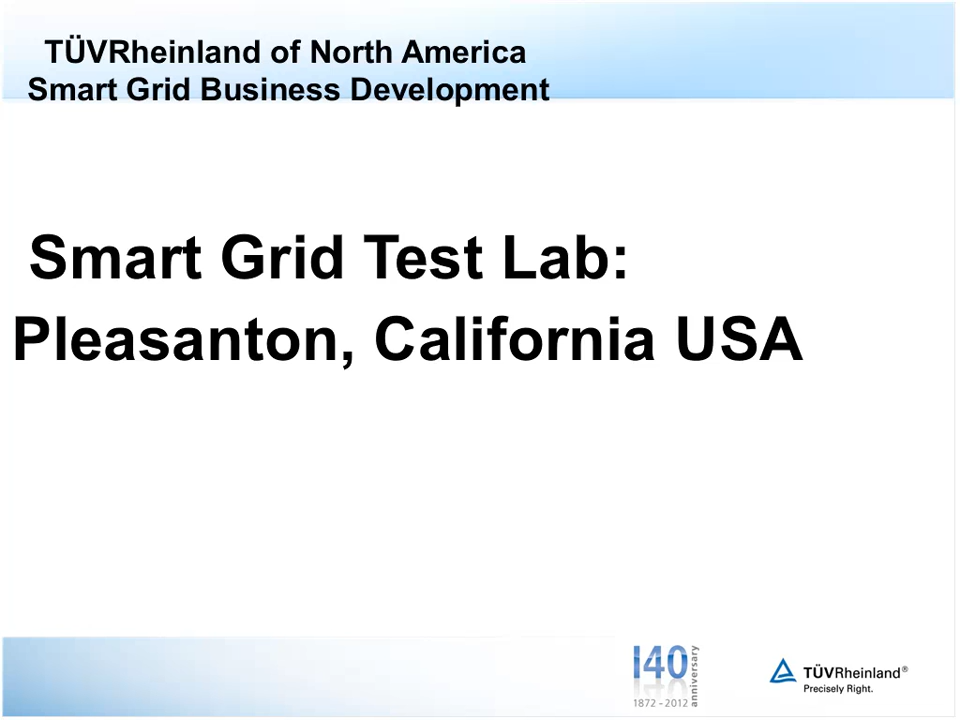 TÜVRheinland of North America
Smart Grid Business Development
Smart Grid Test Lab:
Pleasanton, California USA
140
anniversary
1872 - 2012
TÜVRheinland®
Precisely Right.